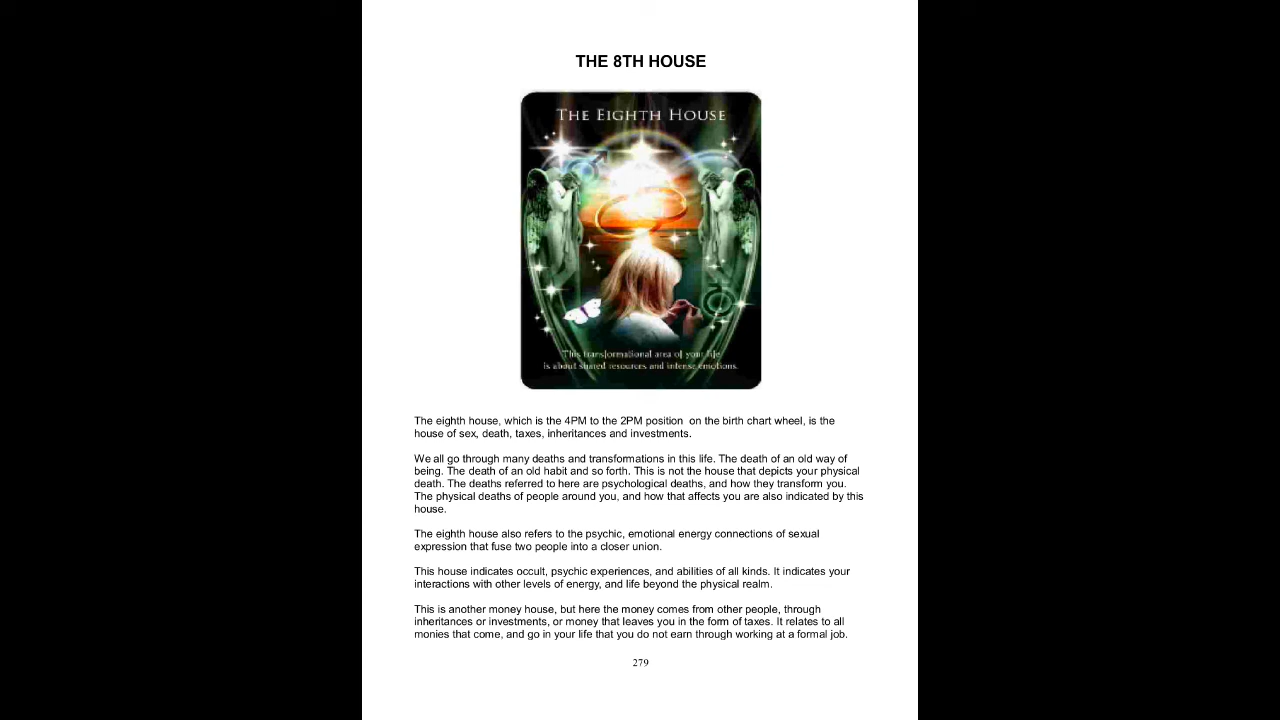 THE 8TH HOUSE
THE EIGHTH HOUSE
This transformational area of your life
is about shared resources and intense emotions.
The eighth house, which is the 4PM to the 2PM position  on the birth chart wheel, is the
house of sex, death, taxes, inheritances and investments.
We all go through many deaths and transformations in this life. The death of an old way of
being. The death of an old habit and so forth. This is not the house that depicts your physical
death. The deaths referred to here are psychological deaths, and how they transform you.
The physical deaths of people around you, and how that affects you are also indicated by this
house.
The eighth house also refers to the psychic, emotional energy connections of sexual
expression that fuse two people into a closer union.
This house indicates occult, psychic experiences, and abilities of all kinds. It indicates your
interactions with other levels of energy, and life beyond the physical realm.
This is another money house, but here the money comes from other people, through
inheritances or investments, or money that leaves you in the form of taxes. It relates to all
monies that come, and go in your life that you do not earn through working at a formal job.
279